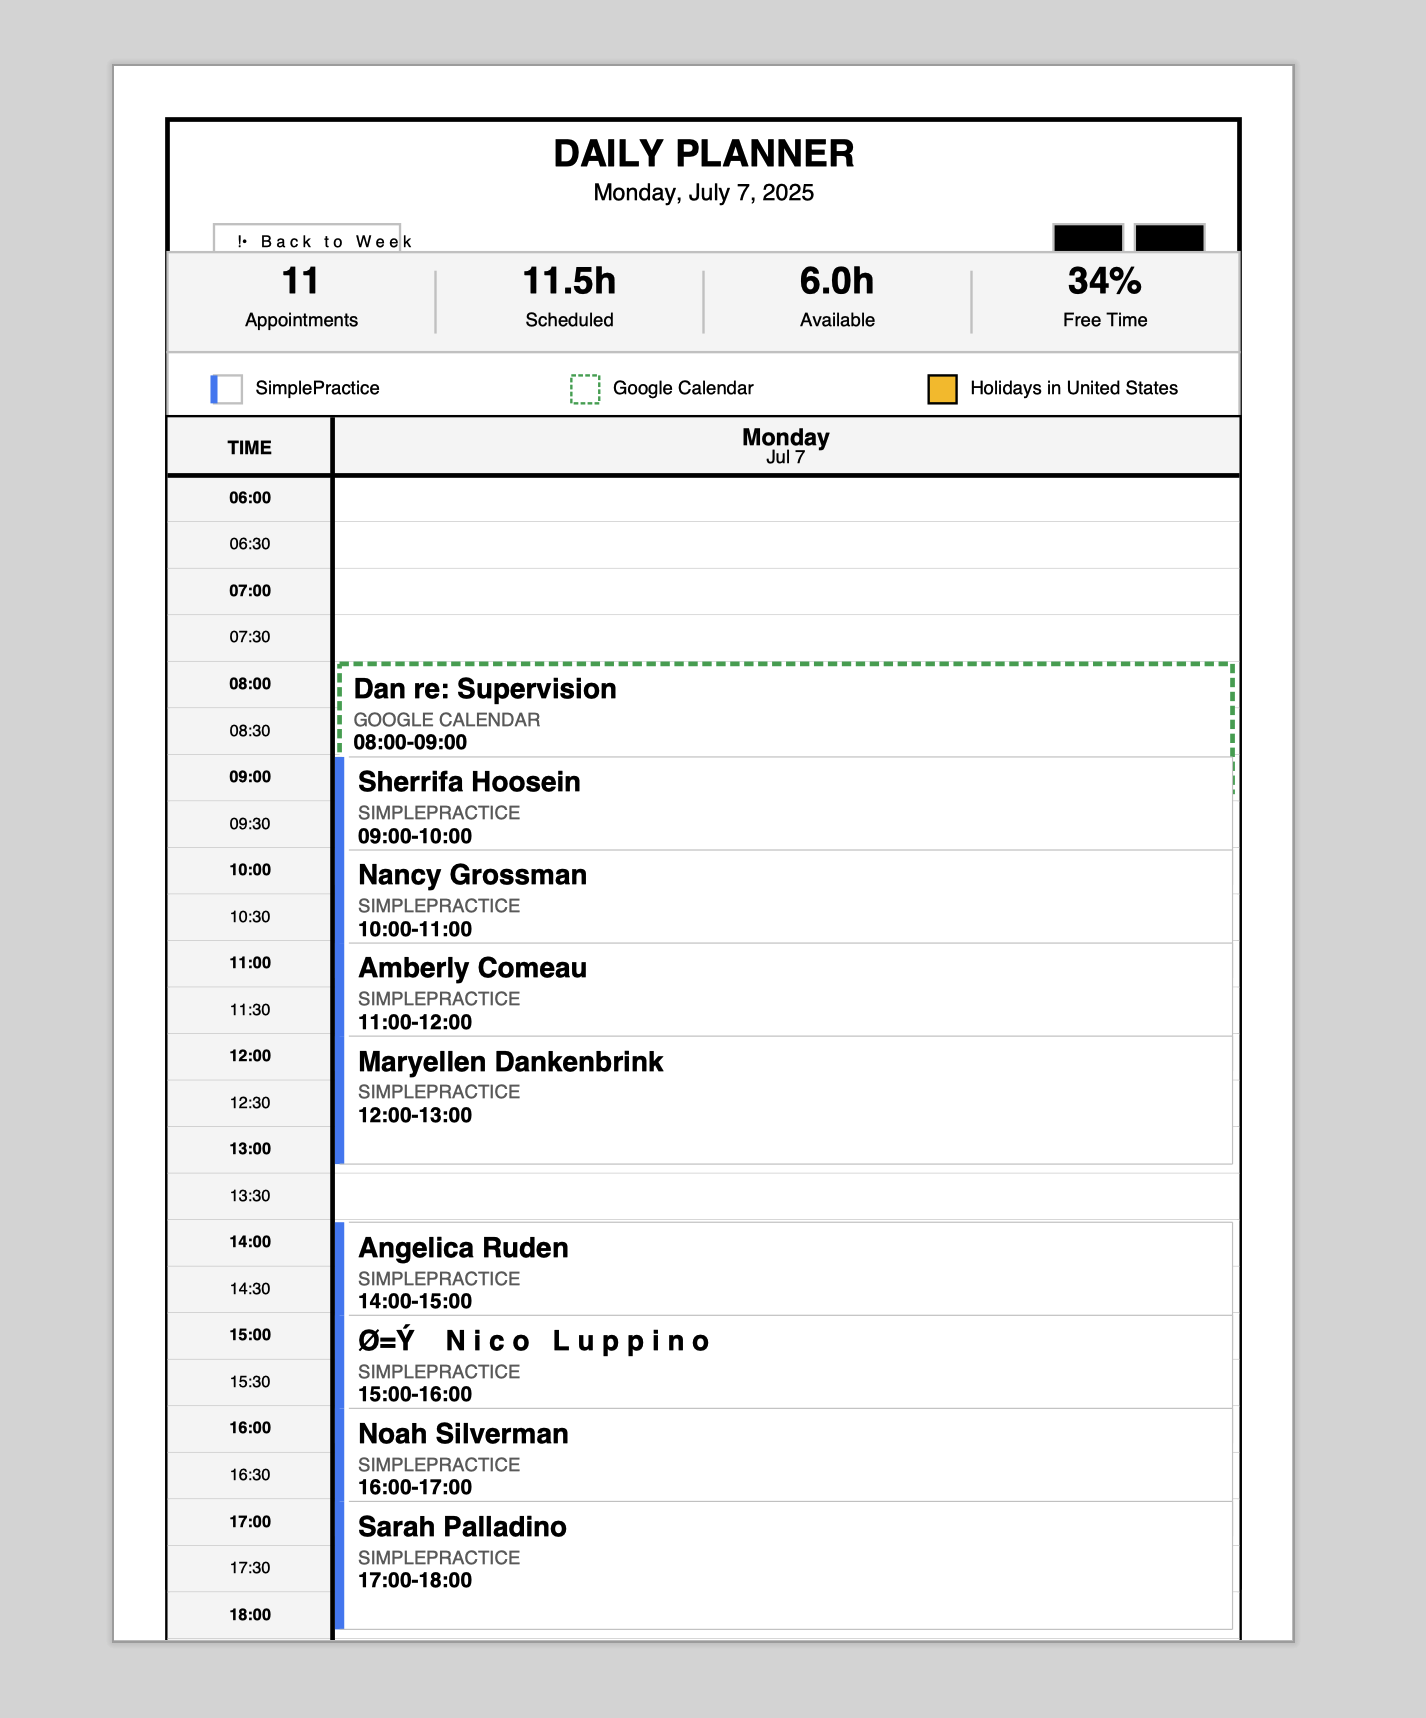 DAILY PLANNER
Monday, July 7, 2025
!• Back to Week
11
Appointments
11.5h
Scheduled
6.0h
Available
34%
Free Time
SimplePractice
Google Calendar
Holidays in United States
TIME
Monday
Jul 7
06:00
06:30
07:00
07:30
08:00
Dan re: Supervision
GOOGLE CALENDAR
08:30
08:00-09:00
09:00
Sherrifa Hoosein
SIMPLEPRACTICE
09:30
09:00-10:00
10:00
Nancy Grossman
SIMPLEPRACTICE
10:30
10:00-11:00
11:00
Amberly Comeau
SIMPLEPRACTICE
11:30
11:00-12:00
12:00
Maryellen Dankenbrink
SIMPLEPRACTICE
12:30
12:00-13:00
13:00
13:30
14:00
Angelica Ruden
SIMPLEPRACTICE
14:30
14:00-15:00
15:00
Ø=Ý Nico Luppino
SIMPLEPRACTICE
15:30
15:00-16:00
16:00
Noah Silverman
SIMPLEPRACTICE
16:30
16:00-17:00
17:00
Sarah Palladino
SIMPLEPRACTICE
17:30
17:00-18:00
18:00